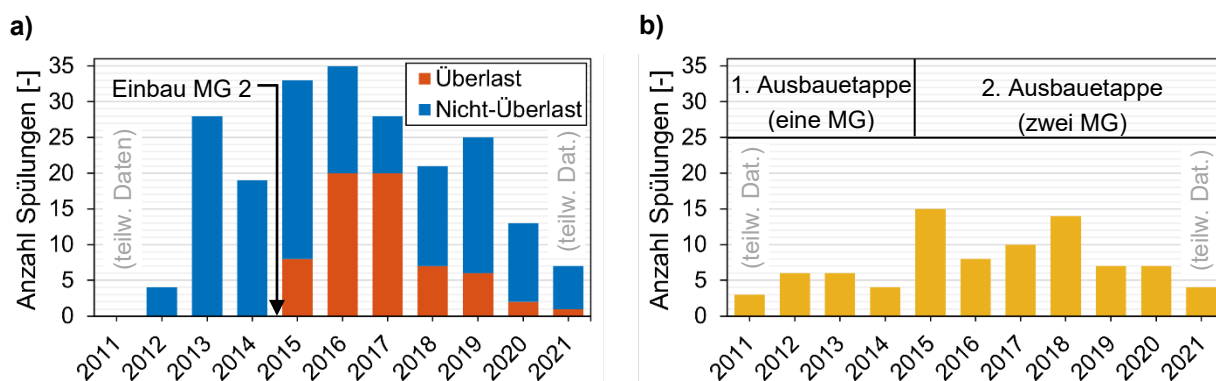 a)
Anzahl Spülungen [-]
35
30
25
20
15
10
5
0
Einbau MG 2
Überlast
Nicht-Überlast
(teilw. Daten)
(teilw. Dat.)
2011
2012
2013
2014
2015
2016
2017
2018
2019
2020
2021
b)
Anzahl Spülungen [-]
35
30
25
20
15
10
5
0
1. Ausbauetappe
(eine MG)
2. Ausbauetappe
(zwei MG)
(teilw. Dat.)
(teilw. Dat.)
2011
2012
2013
2014
2015
2016
2017
2018
2019
2020
2021